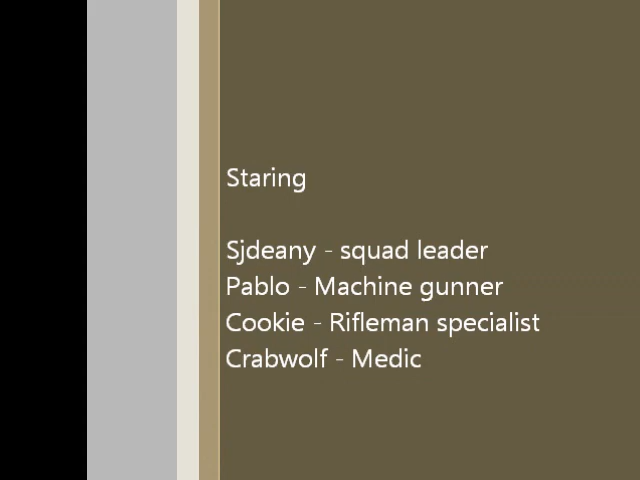 Staring
Sjdeany - squad leader
Pablo - Machine gunner
Cookie - Rifleman specialist
Crabwolf - Medic